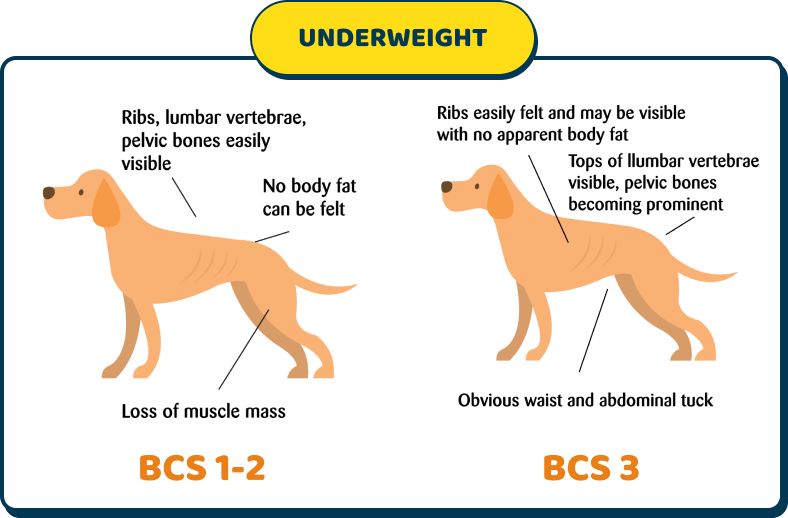 UNDERWEIGHT
Ribs, lumbar vertebrae,
pelvic bones easily
visible
No body fat
can be felt
Loss of muscle mass
BCS 1-2
Ribs easily felt and may be visible
with no apparent body fat
Tops of llumbar vertebrae
visible, pelvic bones
becoming prominent
Obvious waist and abdominal tuck
BCS 3